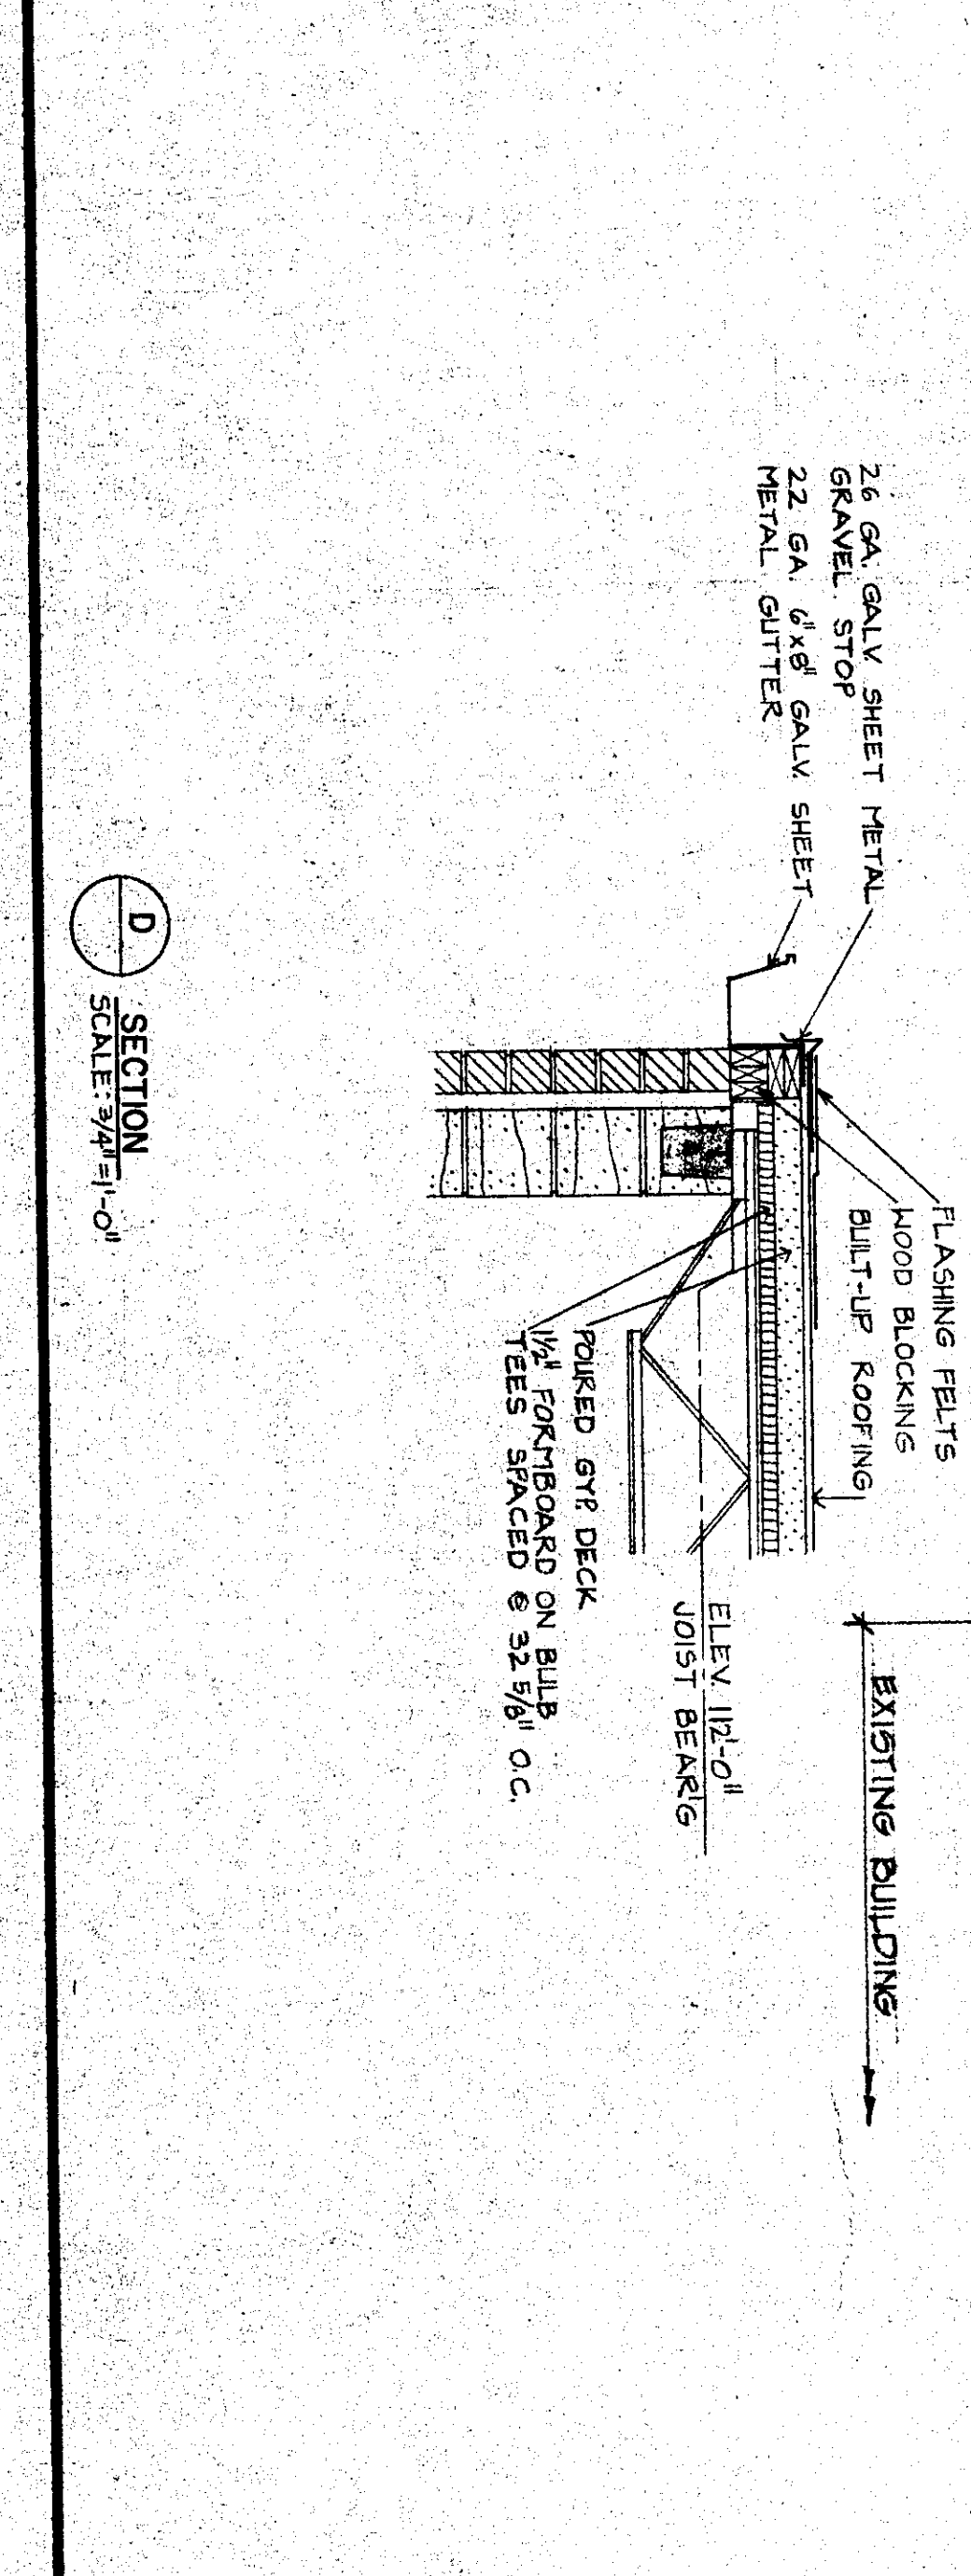 26 GA. GALV. SHEET METAL
GRAVEL STOP
22 GA. 6"x8" GALV. SHEET
METAL GUTTER
FLASHING FELTS
WOOD BLOCKING
BUILT-UP ROOFING
EXISTING BUILDING
ELEV. 112'-0"
JOIST BEAR'G
POURED GYP. DECK
1½" FORMBOARD ON BULB
TEES SPACED @ 32 5/8" O.C.
D
SECTION
SCALE: 3/4"=1'-0"